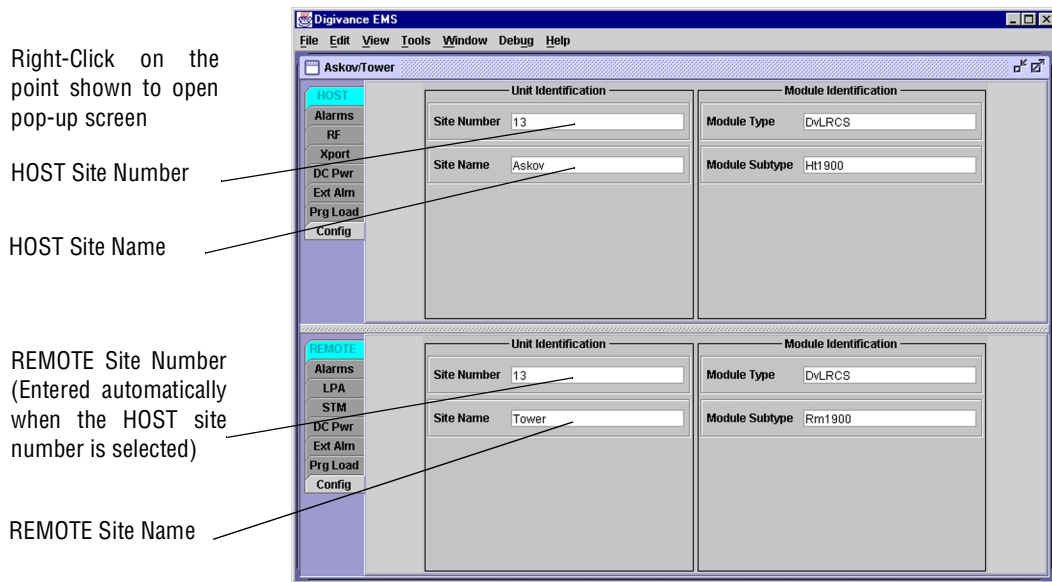 Right-Click on the
point shown to open
pop-up screen
HOST Site Number
HOST Site Name
REMOTE Site Number
(Entered automatically
when the HOST site
number is selected)
REMOTE Site Name
Digivance EMS
File Edit View Tools Window Debug Help
Askov/Tower
HOST
Alarms
RF
Xport
DC Pwr
Ext Alm
Prg Load
Config
Unit Identification
Site Number 13
Site Name Askov
Module Identification
Module Type DvLRCS
Module Subtype Ht1900
REMOTE
Alarms
LPA
STM
DC Pwr
Ext Alm
Prg Load
Config
Unit Identification
Site Number 13
Site Name Tower
Module Identification
Module Type DvLRCS
Module Subtype Rm1900